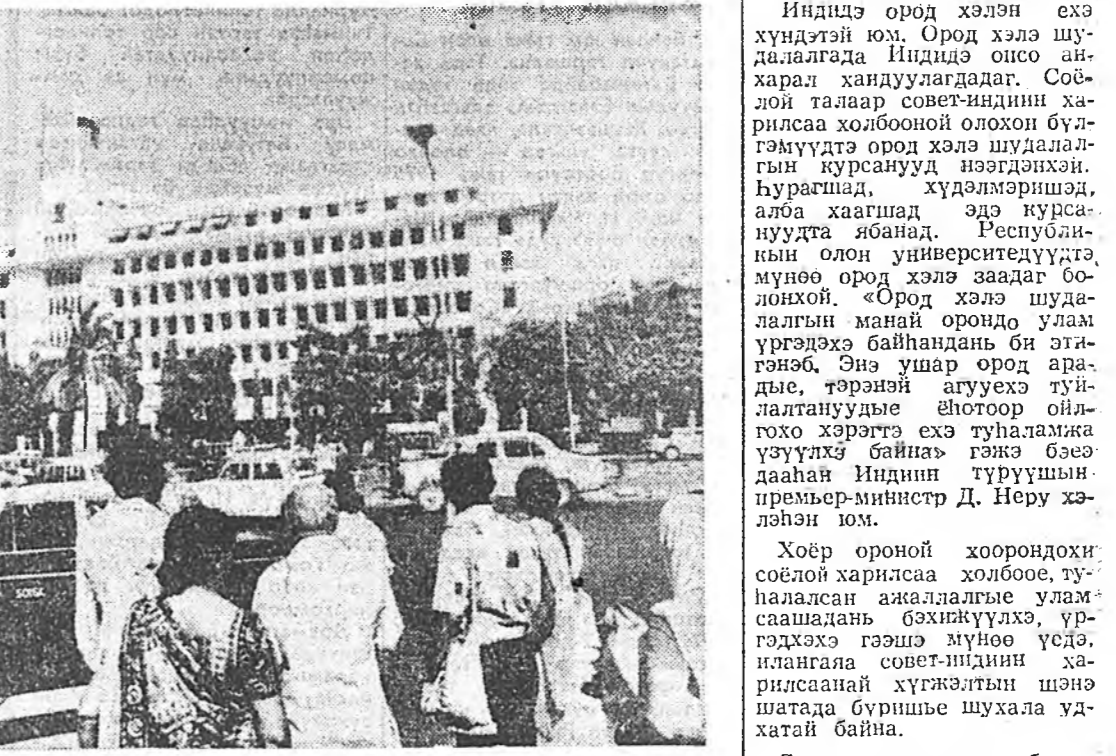 Индидэ ород хэлэн ехэ
хүндэтэй юм. Ород хэлэ шу-
далалгада Индидэ онсо ан-
харал хандуулагдадаг. Соё-
лой талаар совет-индиин ха-
рилсаа холбооной олохон бүл-
гэмүүдтэ ород хэлэ шудалал-
гын курсанууд нээгдэнхэй.
Һурагшад, хүдэлмэришэд,
алба хаагшад эдэ курса-
нуудта ябанад. Республи-
кын олон университедүүдтэ
мүнөө ород хэлэ заадаг бо-
лонхой. «Ород хэлэ шуда-
лалгын манай орондо улам
үргэдэхэ байһандань би эти-
гэнэб. Энэ ушар ород ара-
дые, тэрэнэй агууехэ туй-
лалтануудые ёһотоор ойл-
гохо хэрэгтэ ехэ туһаламжа
үзүүлхэ байна» гэжэ бэеэ
дааһан Индиин түрүүшын
премьер-министр Д. Неру хэ-
лэһэн юм.
Хоёр ороной хоорондохи
соёлой харилсаа холбоое, ту-
һалалсан ажаллалгые улам
саашадань бэхижүүлхэ, үр-
гэдхэхэ гээшэ мүнөө үедэ,
илангаяа совет-индиин ха-
рилсаанай хүгжэлтын шэнэ
шатада буришье шухала уд-
хатай байна.